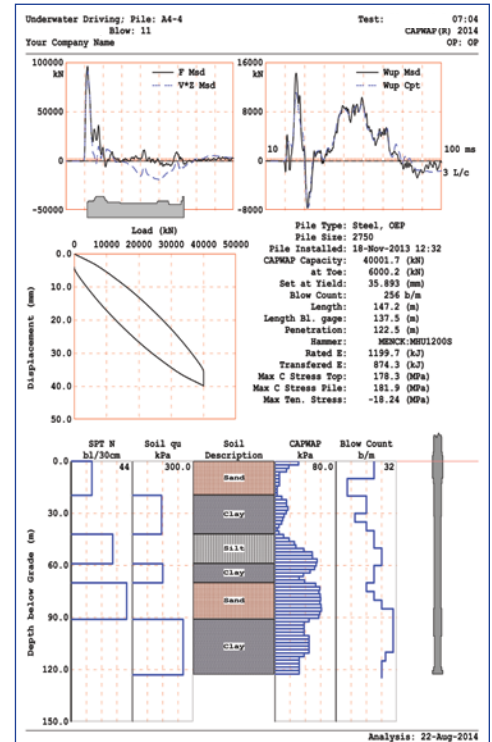 Underwater Driving; Pile: A4-4 Test: 07:04
Blow: 11 CAPWAP(R) 2014
Your Company Name OP: OP
100000
kN
F Msd
V*Z Msd
50000
0
-50000
16000
kN
Wup Msd
Wup Cpt
8000
10 100 ms
0
3 L/c
-8000
Load (kN)
0 10000 20000 30000 40000 50000
0.0
10.0
20.0
30.0
40.0
50.0
Displacement (mm)
Pile Type: Steel, OEP
Pile Size: 2750
Pile Installed: 18-Nov-2013 12:32
CAPWAP Capacity: 40001.7 (kN)
at Toe: 6000.2 (kN)
Set at Yield: 35.893 (mm)
Blow Count: 256 b/m
Length: 147.2 (m)
Length Bl. gage: 137.5 (m)
Penetration: 122.5 (m)
Hammer: MENCK:MHU1200S
Rated E: 1199.7 (kJ)
Transfered E: 874.3 (kJ)
Max C Stress Top: 178.3 (MPa)
Max C Stress Pile: 181.9 (MPa)
Max Ten. Stress: -18.24 (MPa)
SPT N Soil qu Soil CAPWAP Blow Count
bl/30cm kPa Description kPa b/m
44 300.0 80.0 32
0.0
30.0
60.0
90.0
120.0
150.0
Depth below Grade (m)
Sand
Clay
Silt
Clay
Sand
Clay
Analysis: 22-Aug-2014